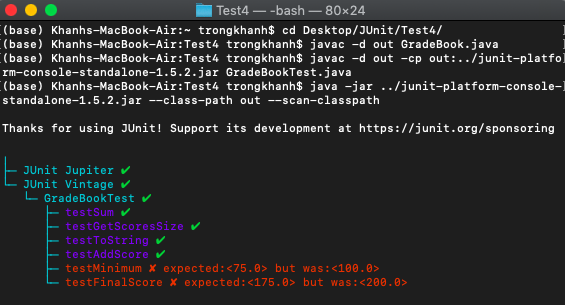 Test4 — -bash — 80×24
[(base) Khanhs-MacBook-Air:~ trongkhanh$ cd Desktop/JUnit/Test4/ ]
[(base) Khanhs-MacBook-Air:Test4 trongkhanh$ javac -d out GradeBook.java ]
[(base) Khanhs-MacBook-Air:Test4 trongkhanh$ javac -d out -cp out:../junit-platfo]
rm-console-standalone-1.5.2.jar GradeBookTest.java
[(base) Khanhs-MacBook-Air:Test4 trongkhanh$ java -jar ../junit-platform-console-]
standalone-1.5.2.jar --class-path out --scan-classpath
Thanks for using JUnit! Support its development at https://junit.org/sponsoring
├─ JUnit Jupiter ✔
└─ JUnit Vintage ✔
└─ GradeBookTest ✔
├─ testSum ✔
├─ testGetScoresSize ✔
├─ testToString ✔
├─ testAddScore ✔
├─ testMinimum ✘ expected:<75.0> but was:<100.0>
└─ testFinalScore ✘ expected:<175.0> but was:<200.0>